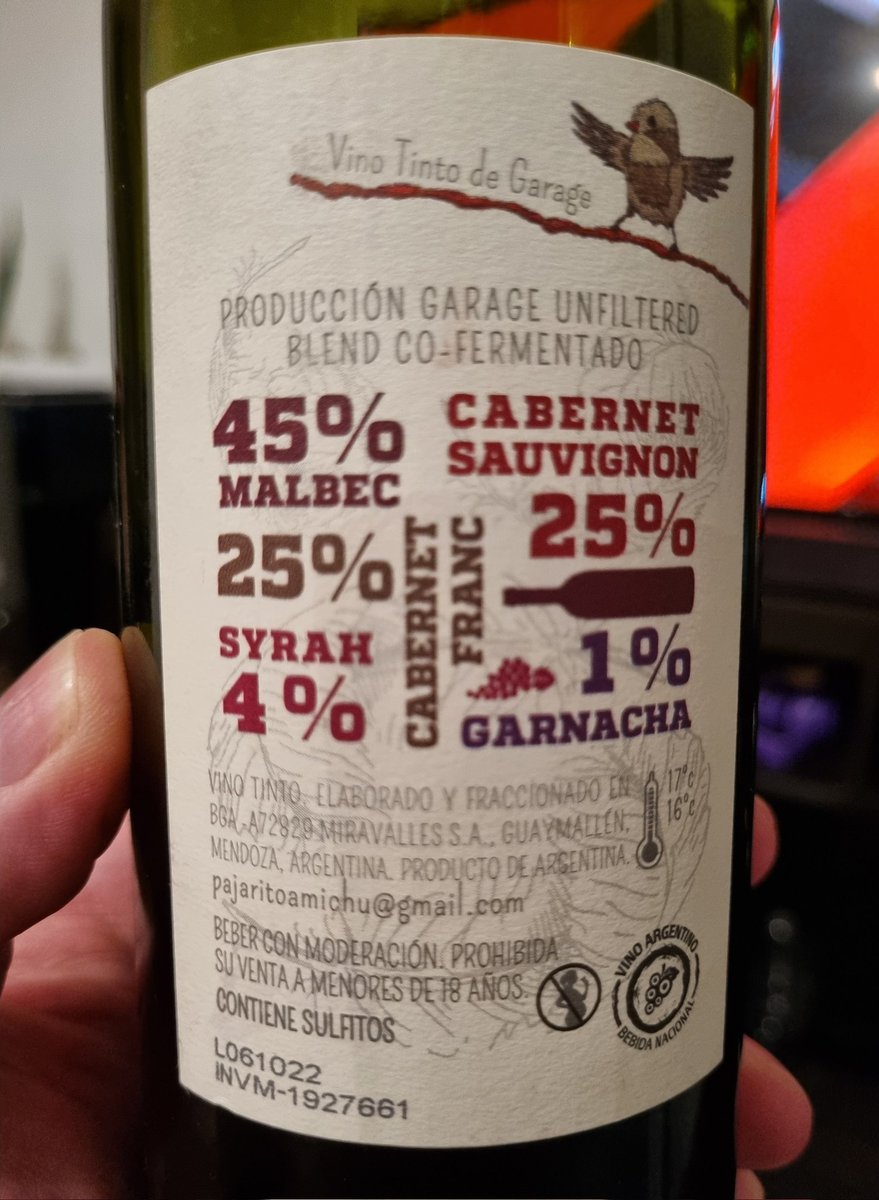 Vino Tinto de Garage
PRODUCCIÓN GARAGE UNFILTERED
BLEND CO-FERMENTADO
45%
MALBEC
CABERNET
SAUVIGNON
25%
25%
CABERNET
FRANC
SYRAH
4%
1%
GARNACHA
VINO TINTO. ELABORADO Y FRACCIONADO EN
BGA. A72929 MIRAVALLES S.A., GUAYMALLÉN,
MENDOZA, ARGENTINA. PRODUCTO DE ARGENTINA.
17°c
16°c
pajaritoamichu@gmail.com
BEBER CON MODERACIÓN. PROHIBIDA
SU VENTA A MENORES DE 18 AÑOS.
CONTIENE SULFITOS
VINO ARGENTINO
BEBIDA NACIONAL
L061022
INVM-1927661